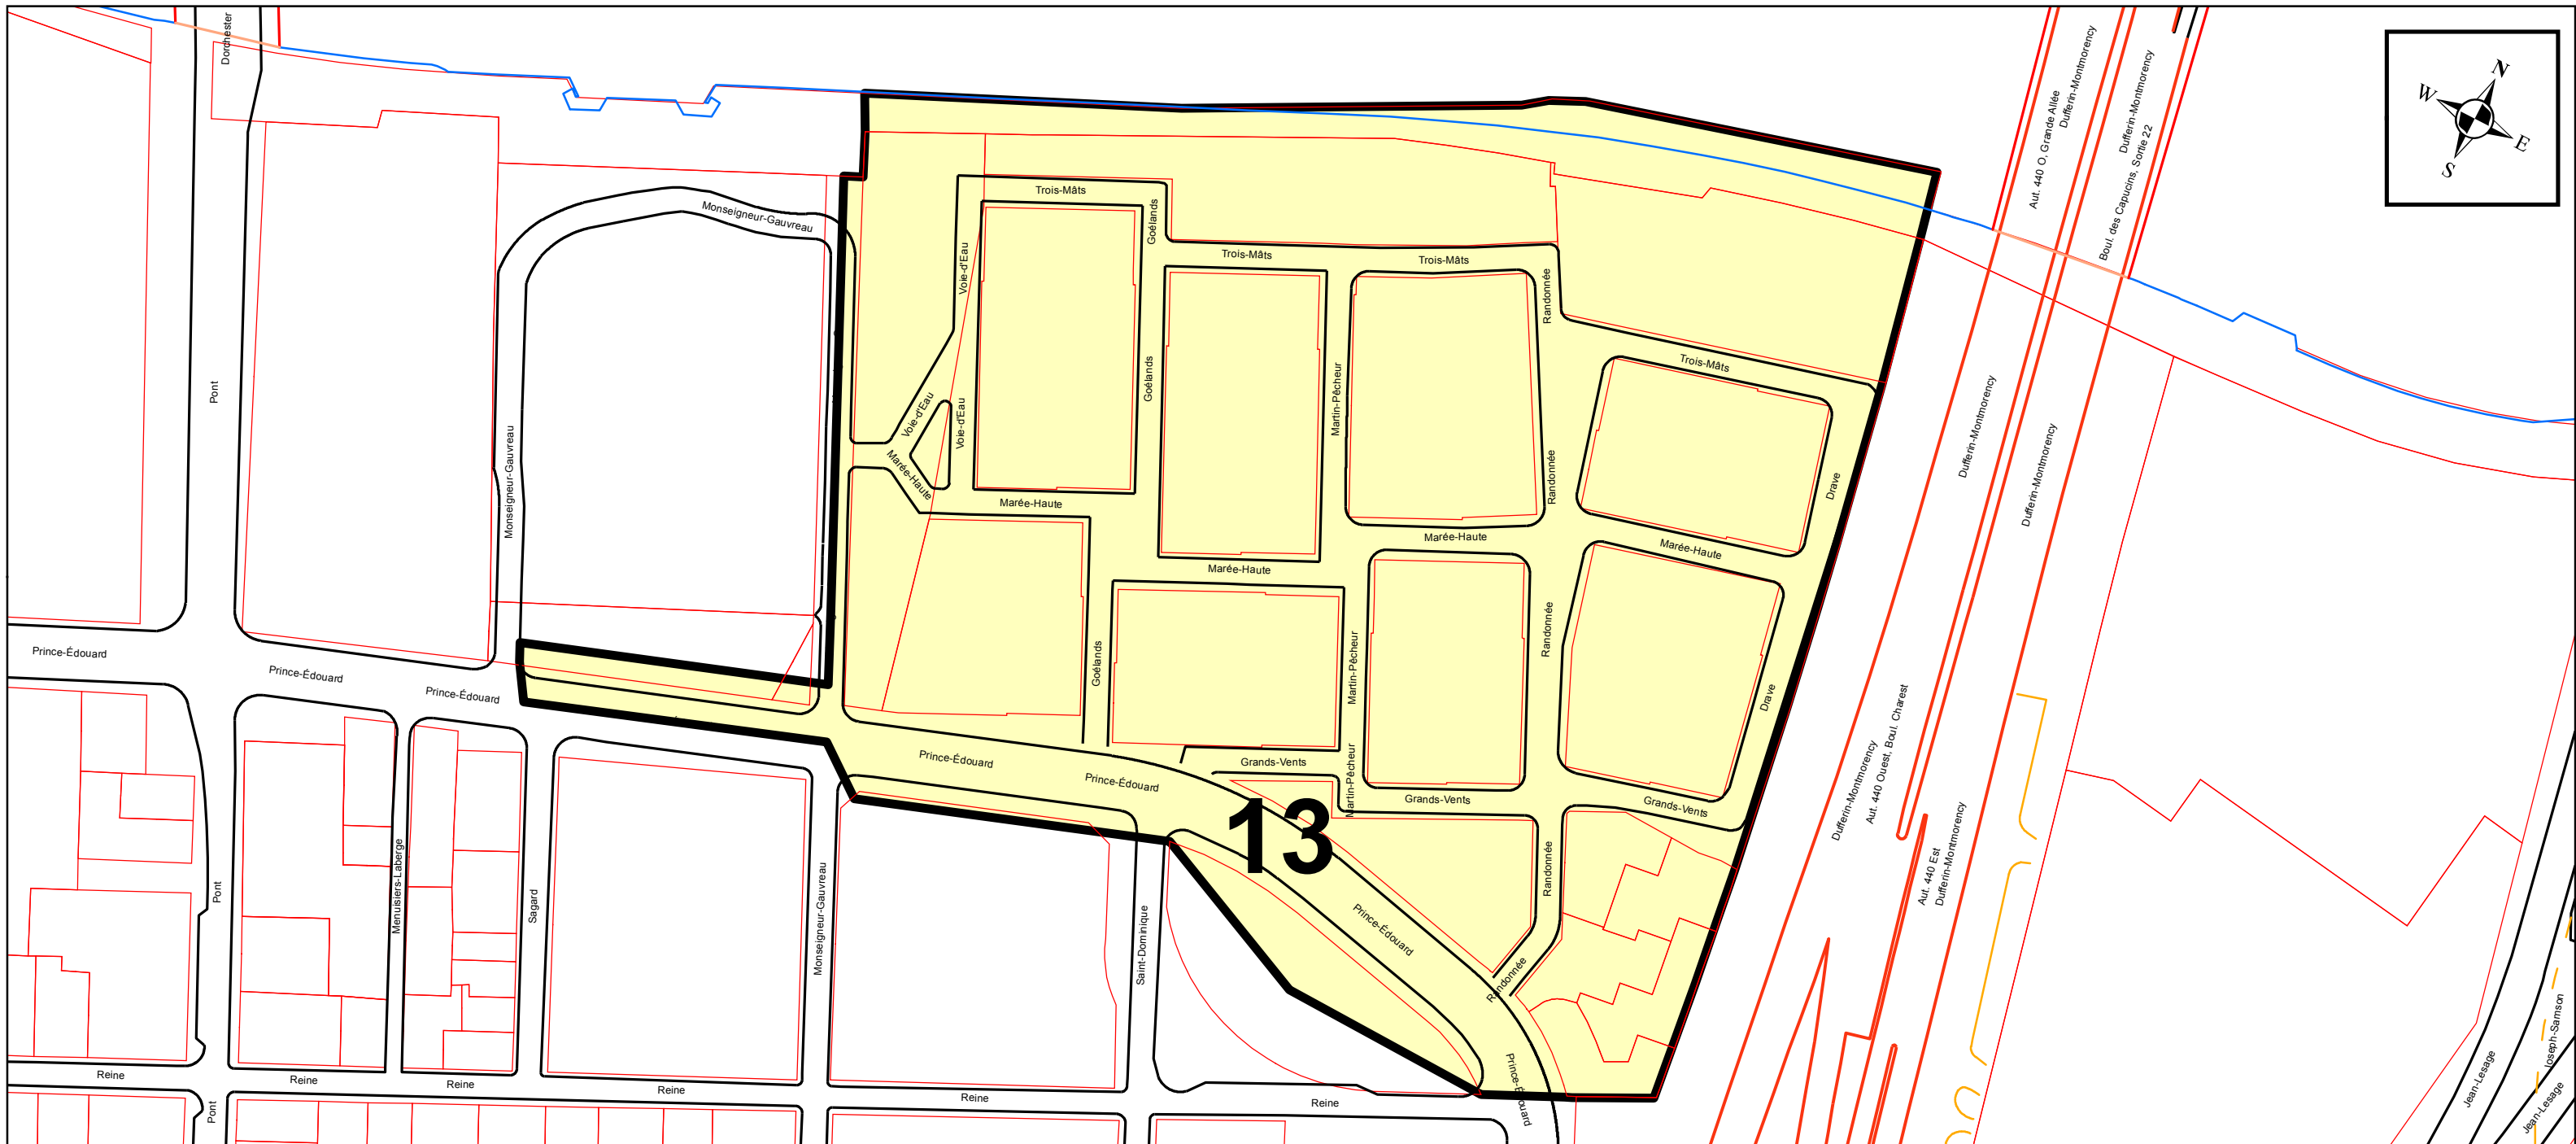 Dorchester
Aut. 440 O. Grande Allée
Dufferin-Montmorency
Dufferin-Montmorency
Boul. des Capucins, Sortie 22
N
W
E
S
Monseigneur-Gauvreau
Trois-Mâts
Goélands
Voie-d'Eau
Trois-Mâts
Trois-Mâts
Randonnée
Pont
Goélands
Martin-Pêcheur
Trois-Mâts
Voie-d'Eau
Voie-d'Eau
Dufferin-Montmorency
Dufferin-Montmorency
Monseigneur-Gauvreau
Marée-Haute
Marée-Haute
Randonnée
Drave
Marée-Haute
Marée-Haute
Marée-Haute
Prince-Édouard
Prince-Édouard
Prince-Édouard
Goélands
Martin-Pêcheur
Randonnée
Drave
Prince-Édouard
Prince-Édouard
Grands-Vents
Martin-Pêcheur
Grands-Vents
Grands-Vents
Dufferin-Montmorency
Aut. 440 Ouest, Boul. Charest
13
Pont
Menuisiers-Laberge
Sagard
Monseigneur-Gauvreau
Saint-Dominique
Prince-Édouard
Randonnée
Randonnée
Aut. 440 Est
Dufferin-Montmorency
Prince-Édouard
Reine
Reine
Reine
Reine
Reine
Reine
Pont
Jean-Lesage
Joseph-Samson
Jean-Lesage